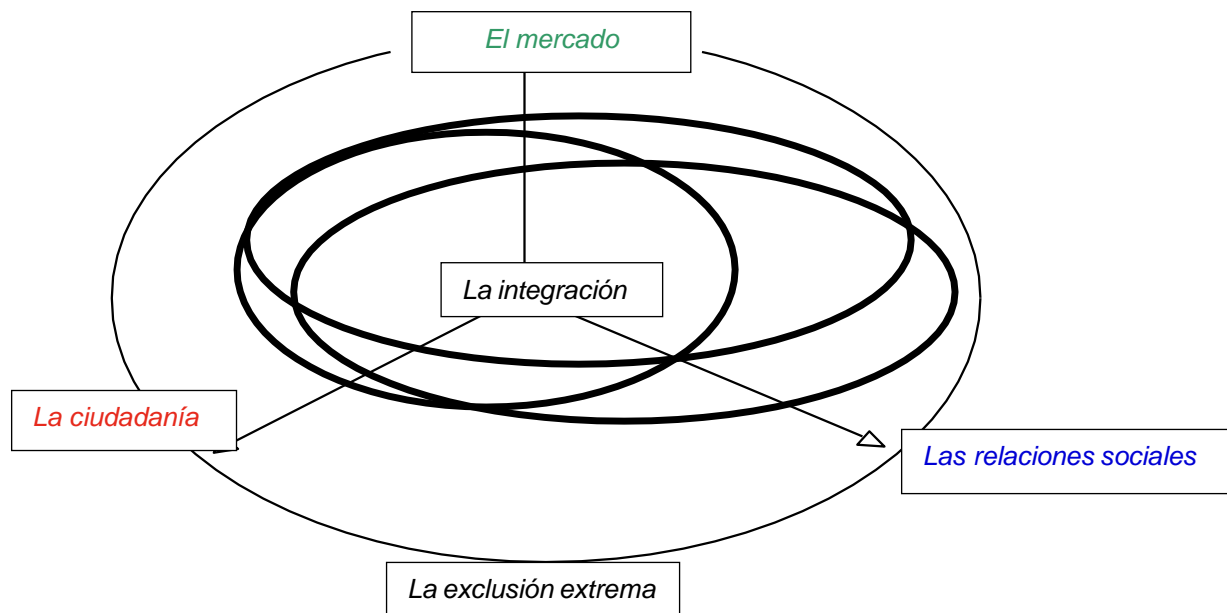 El mercado
La integración
La ciudadanía
Las relaciones sociales
La exclusión extrema